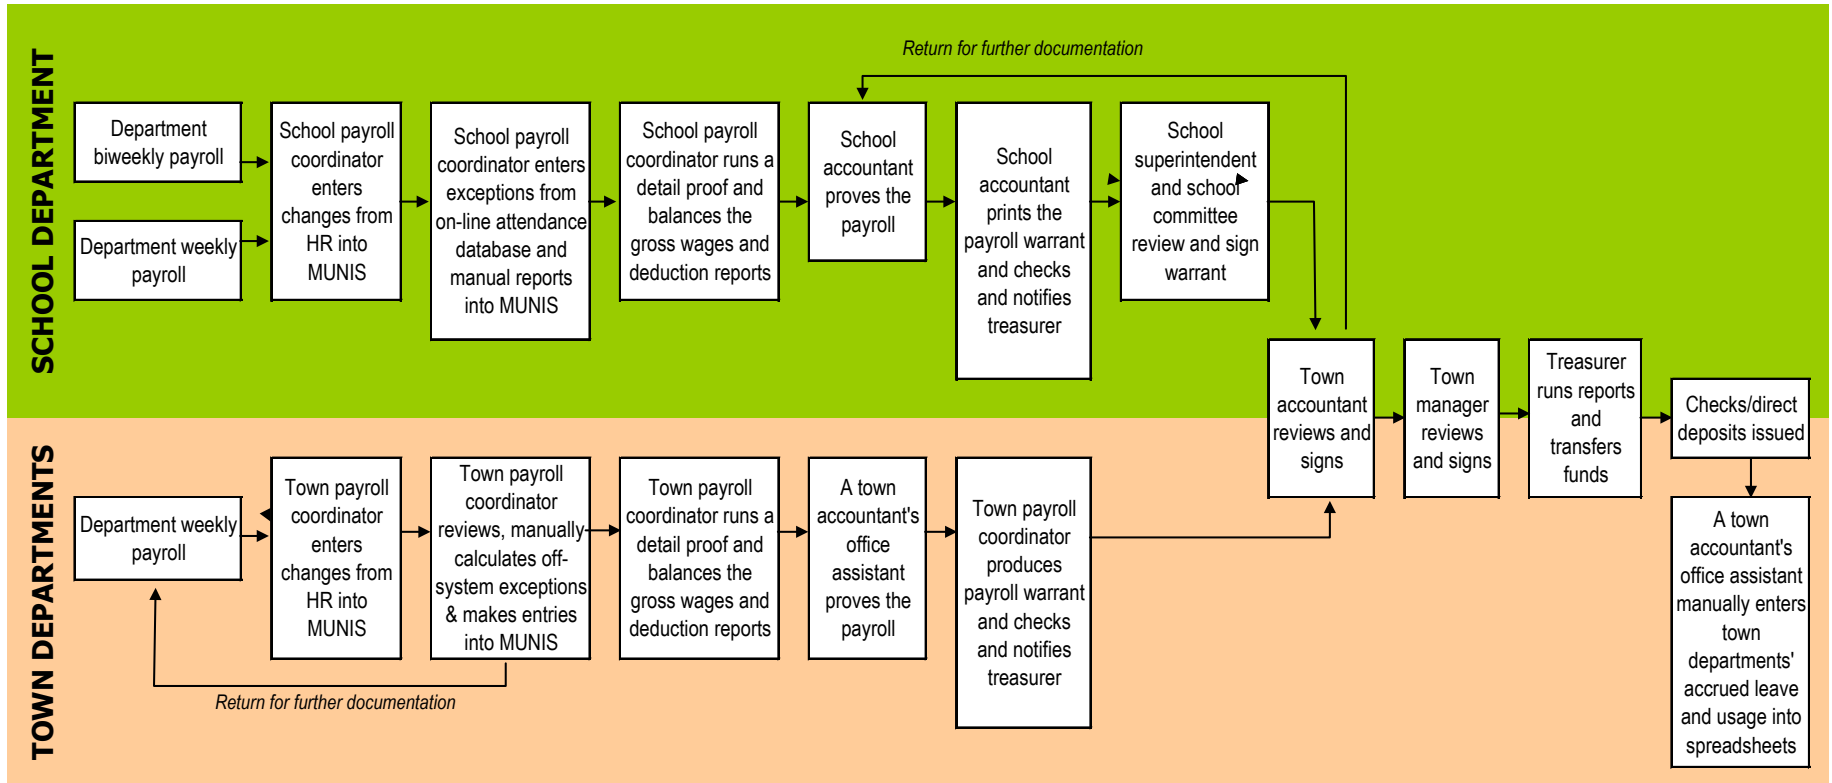 SCHOOL DEPARTMENT
Return for further documentation
Department
biweekly payroll
Department weekly
payroll
School payroll
coordinator
enters
changes from
HR into
MUNIS
School payroll
coordinator enters
exceptions from
on-line attendance
database and
manual reports
into MUNIS
School payroll
coordinator runs a
detail proof and
balances the
gross wages and
deduction reports
School
accountant
proves the
payroll
School
accountant
prints the
payroll warrant
and checks
and notifies
treasurer
School
superintendent
and school
committee
review and sign
warrant
Town
accountant
reviews and
signs
Town
manager
reviews
and signs
Treasurer
runs reports
and
transfers
funds
Checks/direct
deposits issued
TOWN DEPARTMENTS
Department weekly
payroll
Town payroll
coordinator
enters
changes from
HR into
MUNIS
Town payroll
coordinator
reviews, manually
calculates off-
system exceptions
& makes entries
into MUNIS
Town payroll
coordinator runs a
detail proof and
balances the
gross wages and
deduction reports
A town
accountant's
office
assistant
proves the
payroll
Town payroll
coordinator
produces
payroll warrant
and checks
and notifies
treasurer
A town
accountant's
office assistant
manually enters
town
departments'
accrued leave
and usage into
spreadsheets
Return for further documentation